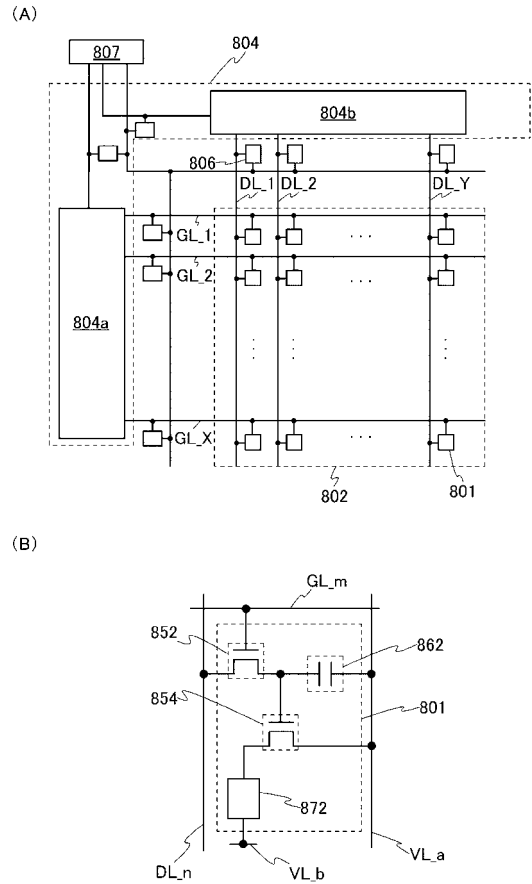 (A)
807
804
804b
806
DL_1 DL_2 DL_Y
GL_1
GL_2
804a
GL_X
802
801
(B)
GL_m
852
862
854
801
872
DL_n
VL_b
VL_a